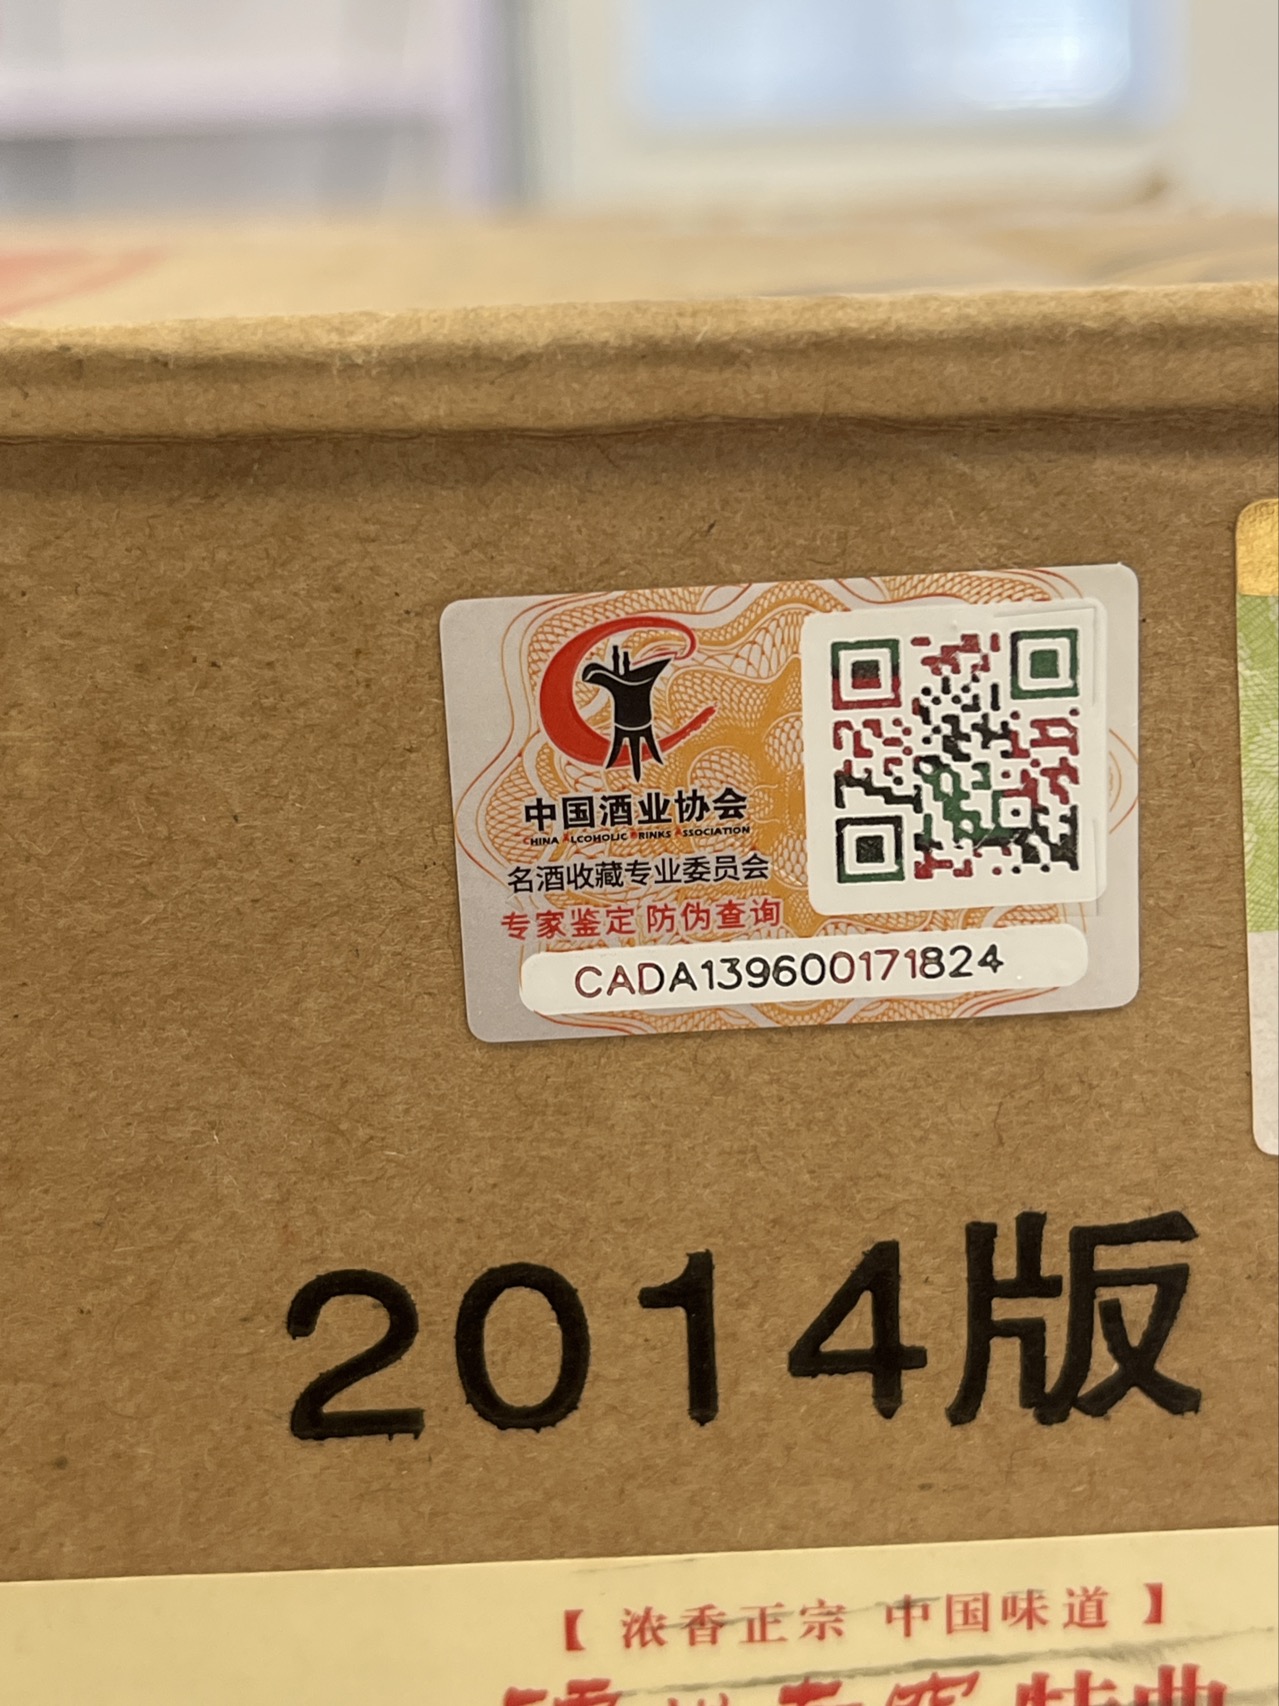 中国酒业协会
CHINA ALCOHOLIC DRINKS ASSOCIATION
名酒收藏专业委员会
专家鉴定 防伪查询
CADA139600171824
2014版
【 浓香正宗 中国味道 】